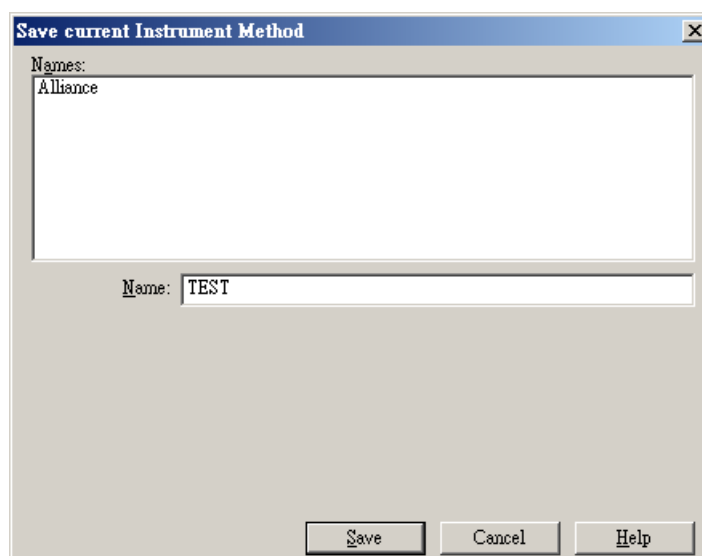 Save current Instrument Method
Names:
Alliance
Name: TEST
Save Cancel Help